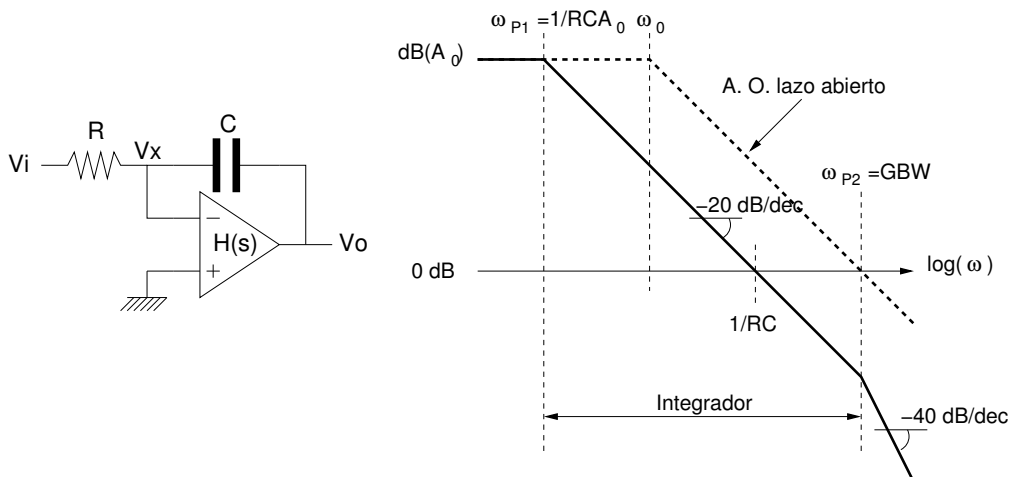 ω P1 =1/RCA 0 ω 0
dB(A 0 )
A. O. lazo abierto
ω P2 =GBW
−20 dB/dec
0 dB
log( ω )
1/RC
Integrador
−40 dB/dec
R
C
Vi
Vx
−
H(s)
+
Vo